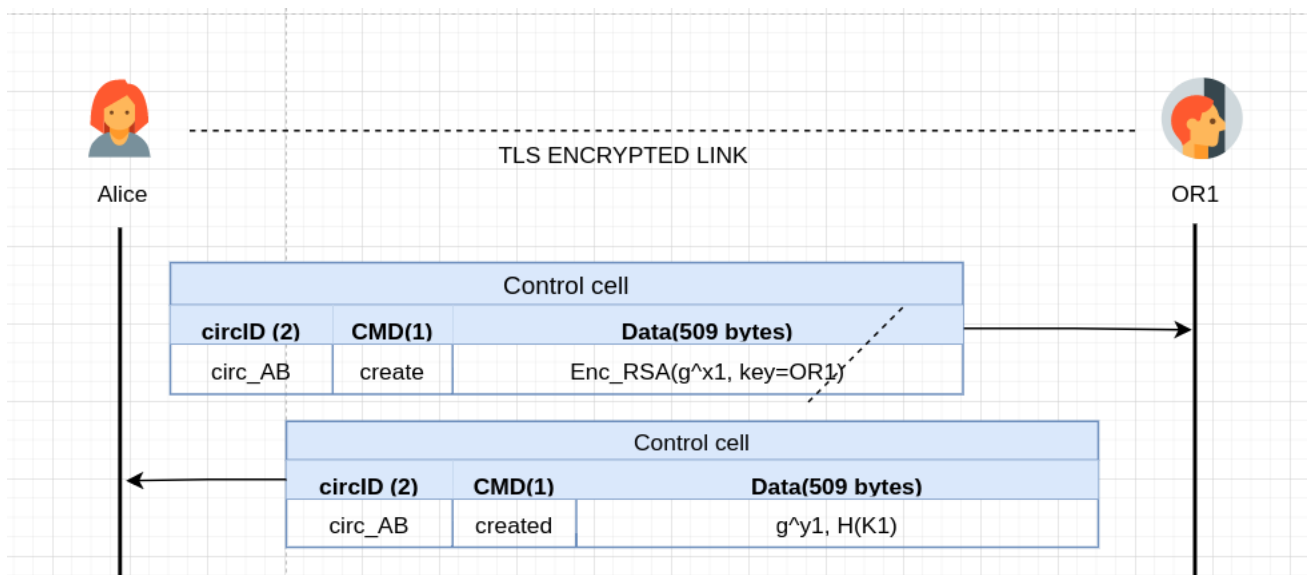 TLS ENCRYPTED LINK
Alice
OR1
Control cell
circID (2) CMD(1) Data(509 bytes)
circ_AB create Enc_RSA(g^x1, key=OR1)
Control cell
circID (2) CMD(1) Data(509 bytes)
circ_AB created g^y1, H(K1)